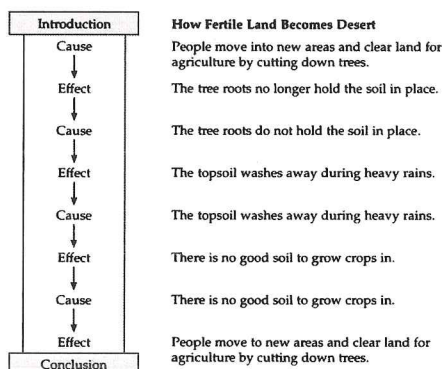 Introduction How Fertile Land Becomes Desert
Cause People move into new areas and clear land for
agriculture by cutting down trees.
Effect The tree roots no longer hold the soil in place.
Cause The tree roots do not hold the soil in place.
Effect The topsoil washes away during heavy rains.
Cause The topsoil washes away during heavy rains.
Effect There is no good soil to grow crops in.
Cause There is no good soil to grow crops in.
Effect People move to new areas and clear land for
agriculture by cutting down trees.
Conclusion